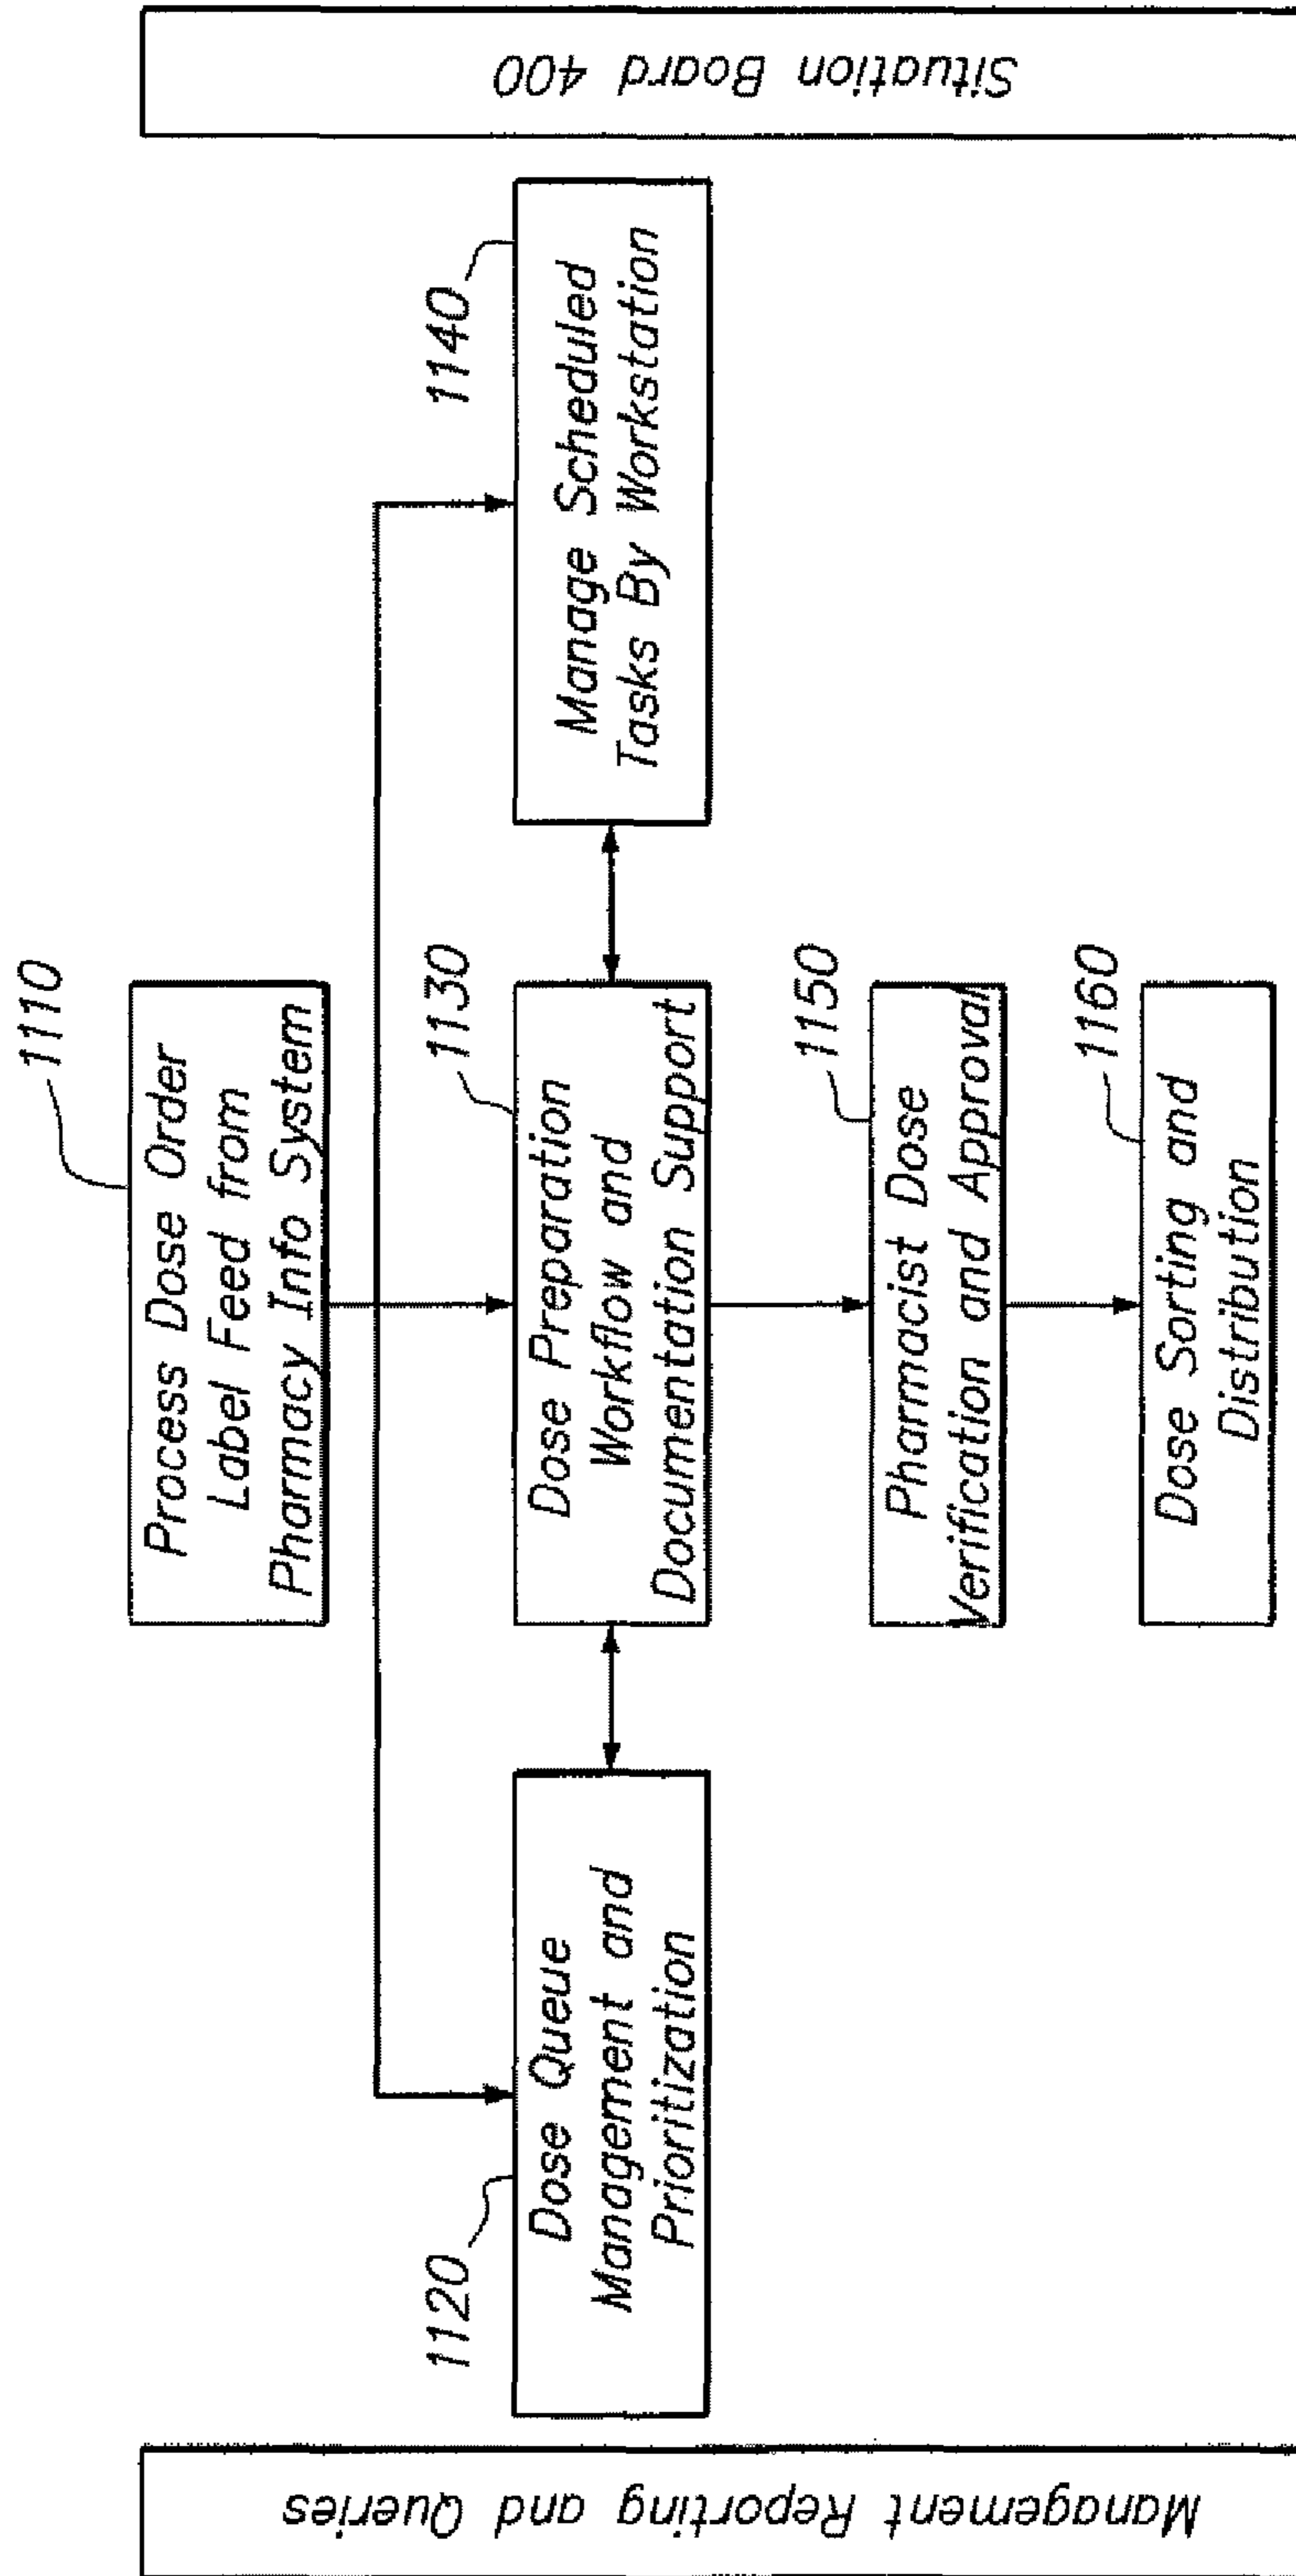 Management Reporting and Queries
1110
Process Dose Order
Label Feed from
Pharmacy Info System
1120
Dose Queue
Management and
Prioritization
1130
Dose Preparation
Workflow and
Documentation Support
1140
Manage Scheduled
Tasks By Workstation
1150
Pharmacist Dose
Verification and Approval
1160
Dose Sorting and
Distribution
Situation Board 400